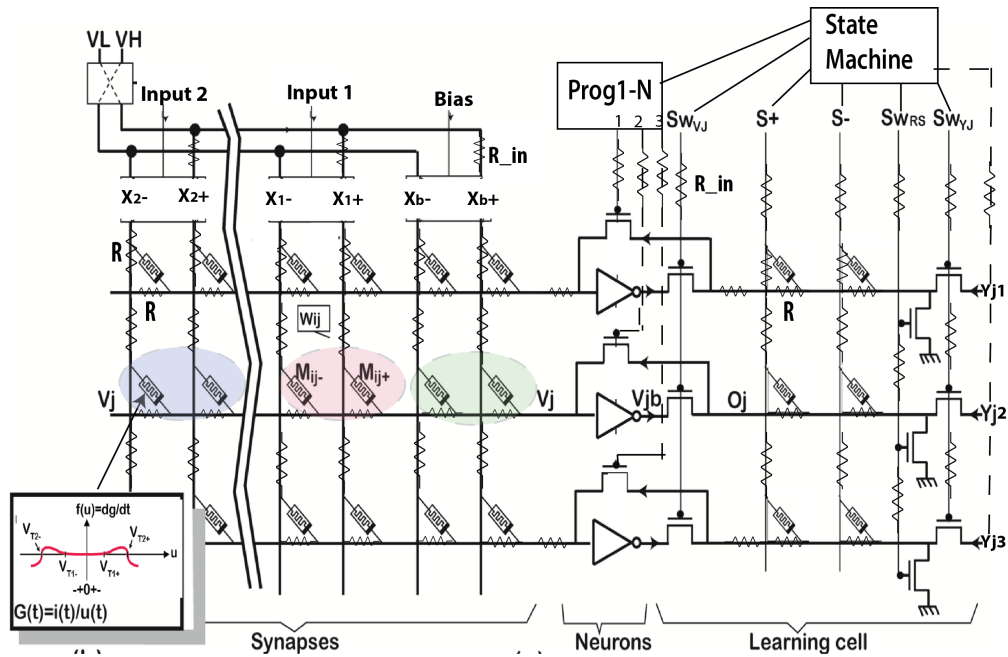 VL VH
State
Machine
Input 2
Input 1
Bias
Prog1-N
1 2 3
SwVJ
S+
S-
SwRS
SwYJ
R_in
R_in
X2-
X2+
X1-
X1+
Xb-
Xb+
R
R
R
Yj1
Wij
Mij-
Mij+
Vj
Vj
Vjb
Oj
Yj2
f(u)=dg/dt
VT2-
VT2+
u
VT1-
VT1+
-+0+-
G(t)=i(t)/u(t)
Yj3
Synapses
Neurons
Learning cell